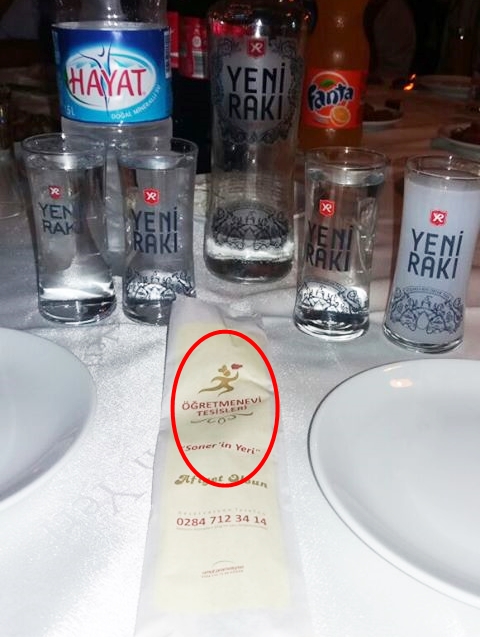 HAYAT
DOĞAL MİNERALLİ
5L
YENİ
RAKI
Fanta
YENİ
RAKI
YENİ
RAKI
YENİ
RAKI
YENİ
RAKI
ÖĞRETMENEVİ
TESİSLERİ
"Soner'in Yeri"
Afiyet Olsun
0284 712 34 14